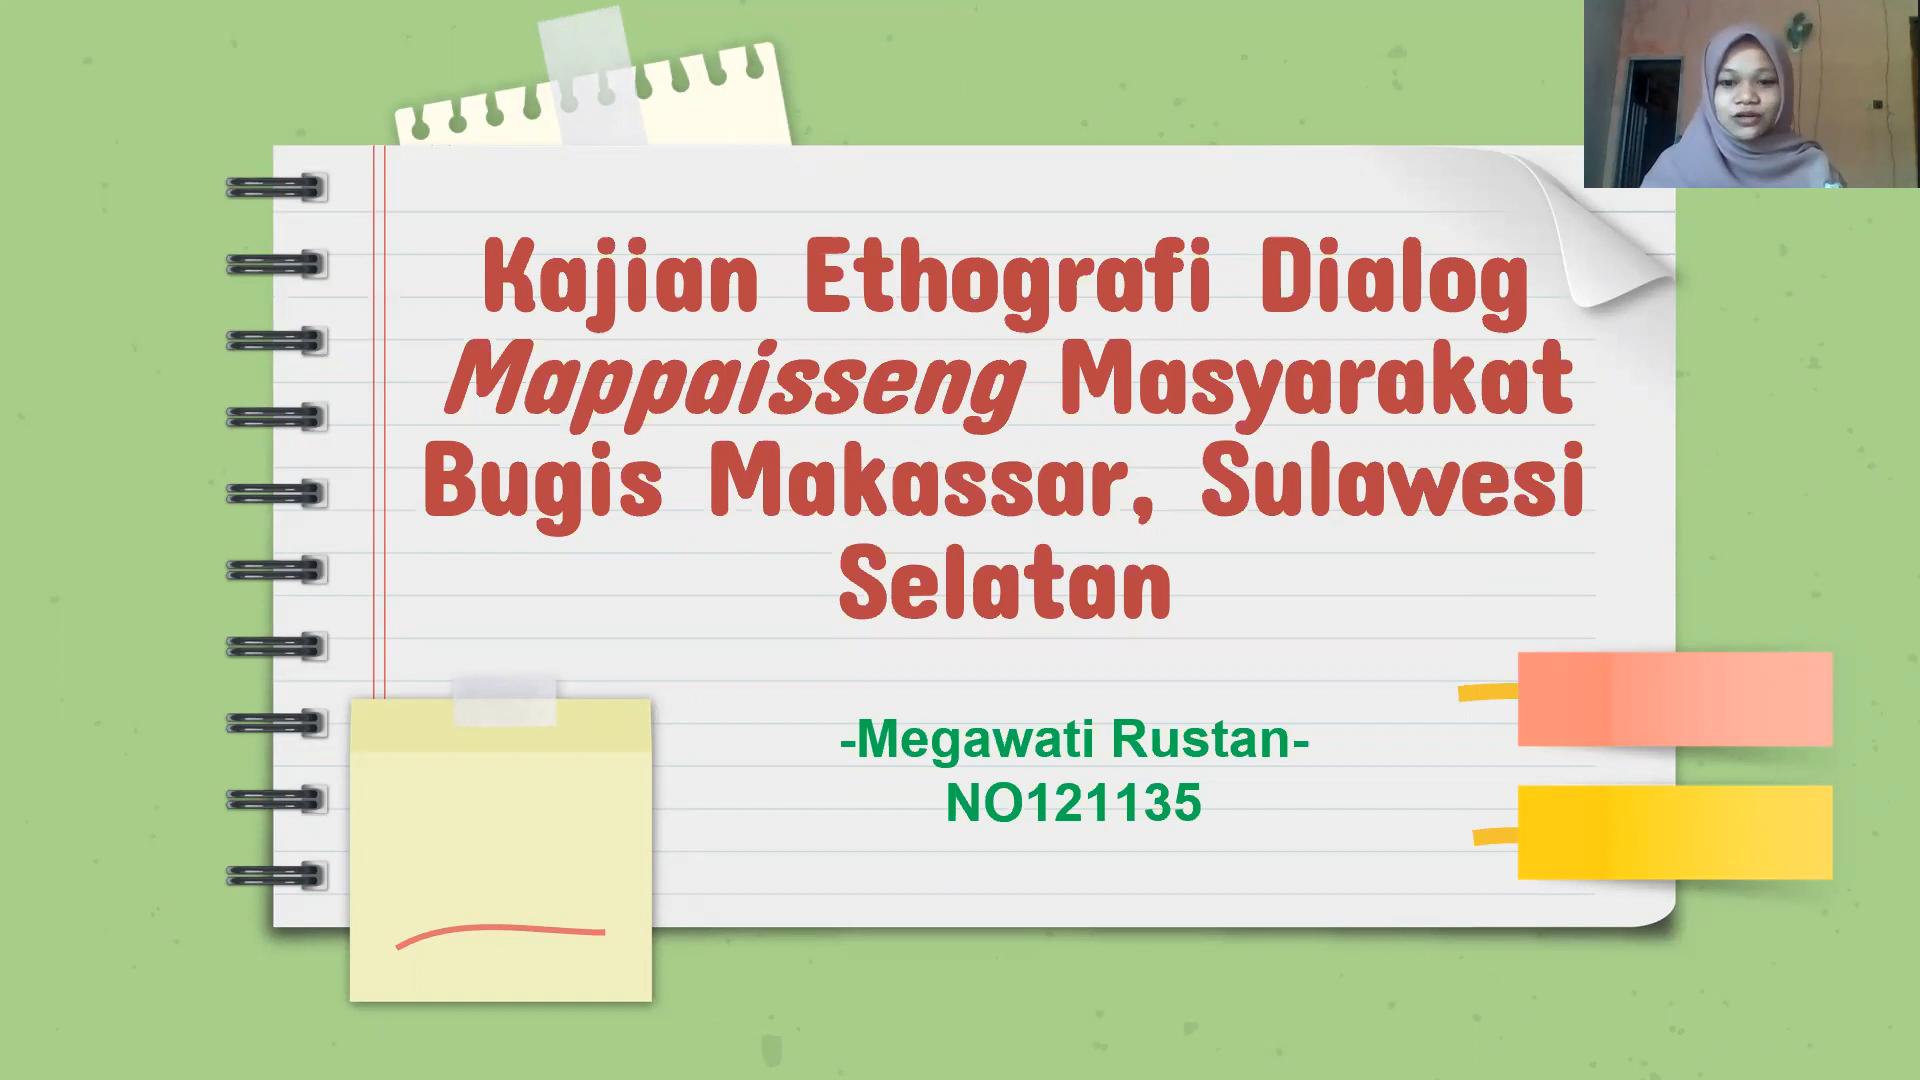 Kajian Ethografi Dialog
Mappaisseng Masyarakat
Bugis Makassar, Sulawesi
Selatan
-Megawati Rustan-
NO121135